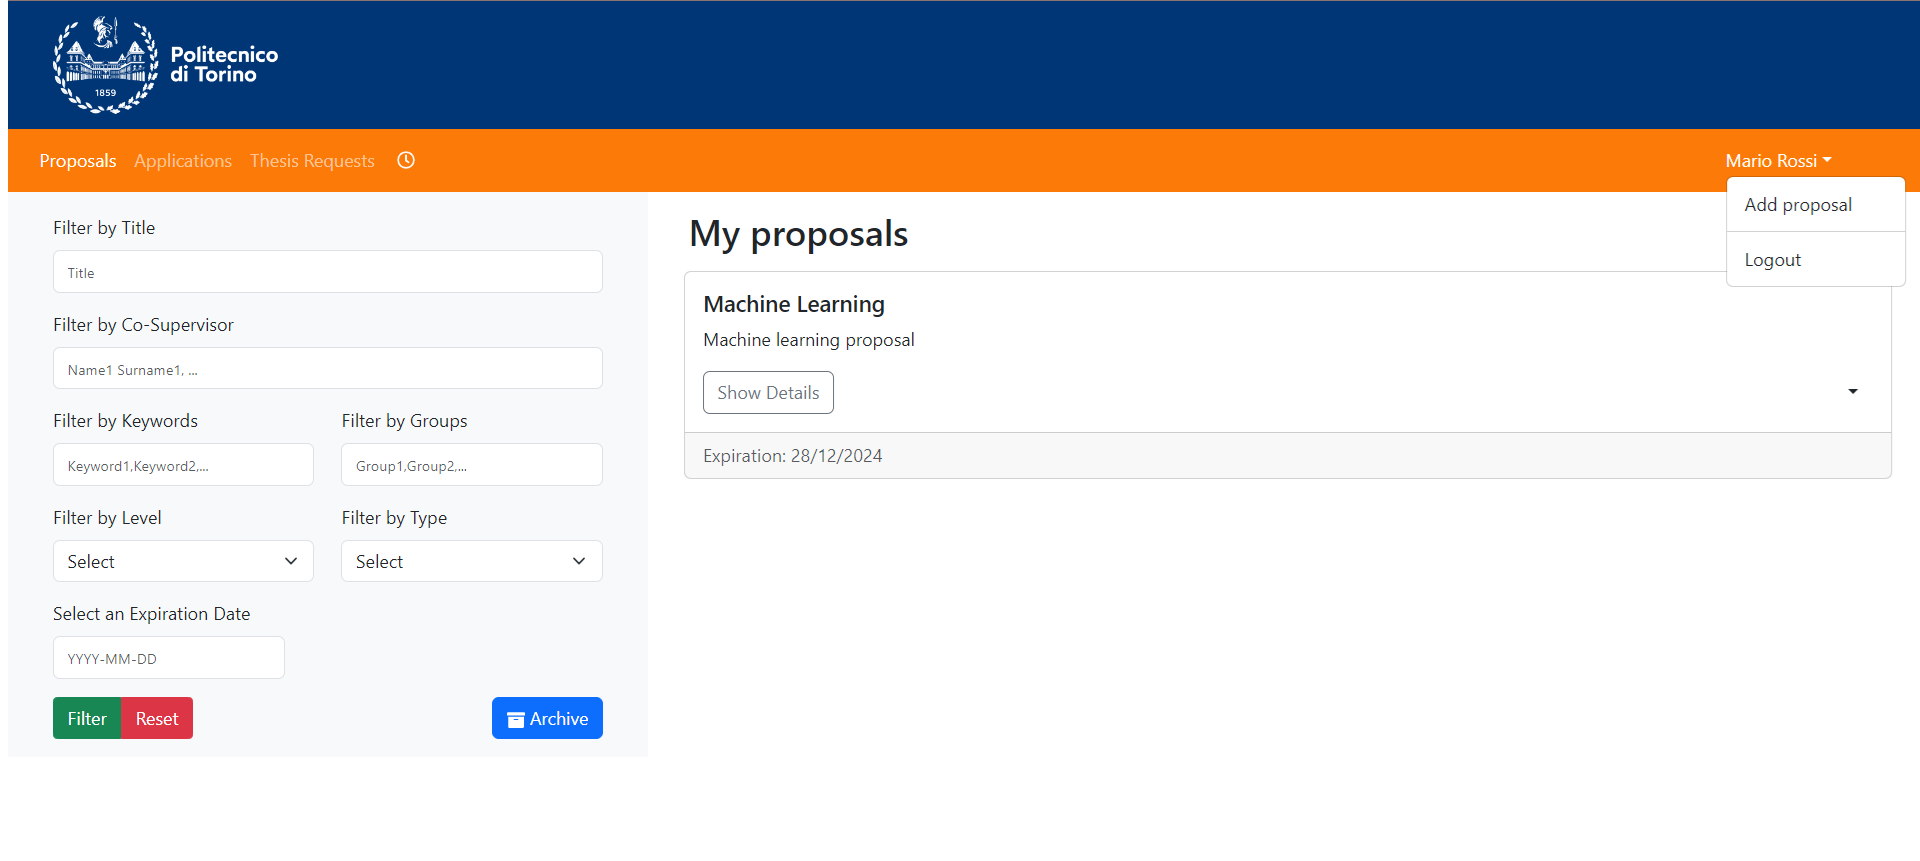 Politecnico
di Torino
1859
Proposals Applications Thesis Requests Mario Rossi
Add proposal
Logout
Filter by Title
Title
Filter by Co-Supervisor
Name1 Surname1, ...
Filter by Keywords Filter by Groups
Keyword1,Keyword2,... Group1,Group2,...
Filter by Level Filter by Type
Select Select
Select an Expiration Date
YYYY-MM-DD
Filter Reset Archive
My proposals
Machine Learning
Machine learning proposal
Show Details
Expiration: 28/12/2024